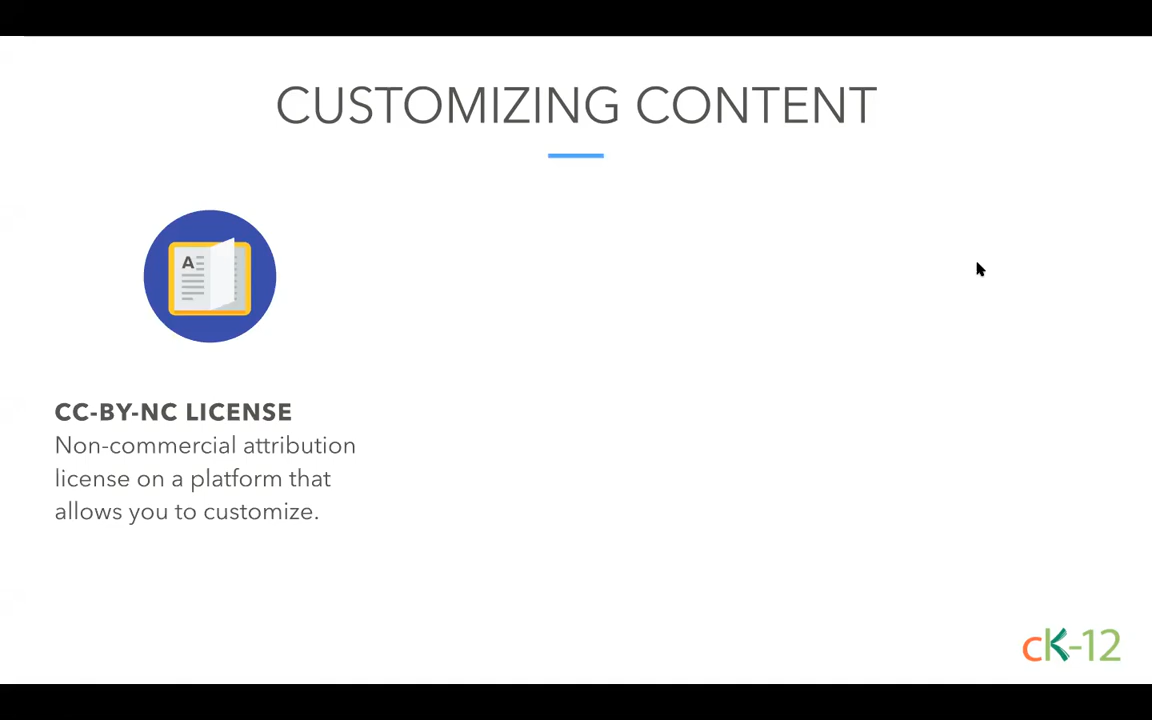 CUSTOMIZING CONTENT
A
CC-BY-NC LICENSE
Non-commercial attribution
license on a platform that
allows you to customize.
cK-12